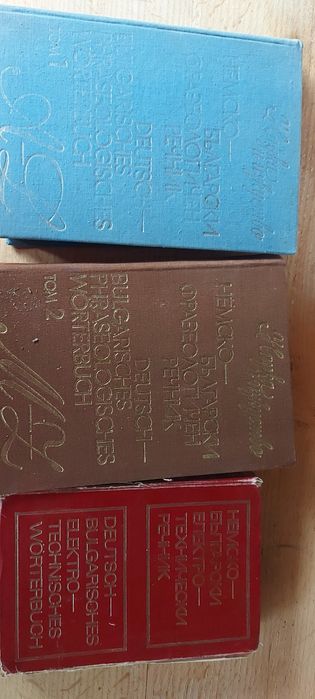 НЕМСКО—
БЪЛГАРСКИ
ФРАЗЕОЛОГИЧЕН
РЕЧНИК
DEUTSCH—
BULGARISCHES
PHRASEOLOGISCHES
WÖRTERBUCH
ТОМ 1
НЕМСКО—
БЪЛГАРСКИ
ФРАЗЕОЛОГИЧЕН
РЕЧНИК
DEUTSCH—
BULGARISCHES
PHRASEOLOGISCHES
WÖRTERBUCH
ТОМ 2
НЕМСКО—
БЪЛГАРСКИ
ЕЛЕКТРО—
ТЕХНИЧЕСКИ
РЕЧНИК
DEUTSCH—
BULGARISCHES
ELEKTRO—
TECHNISCHES
WÖRTERBUCH